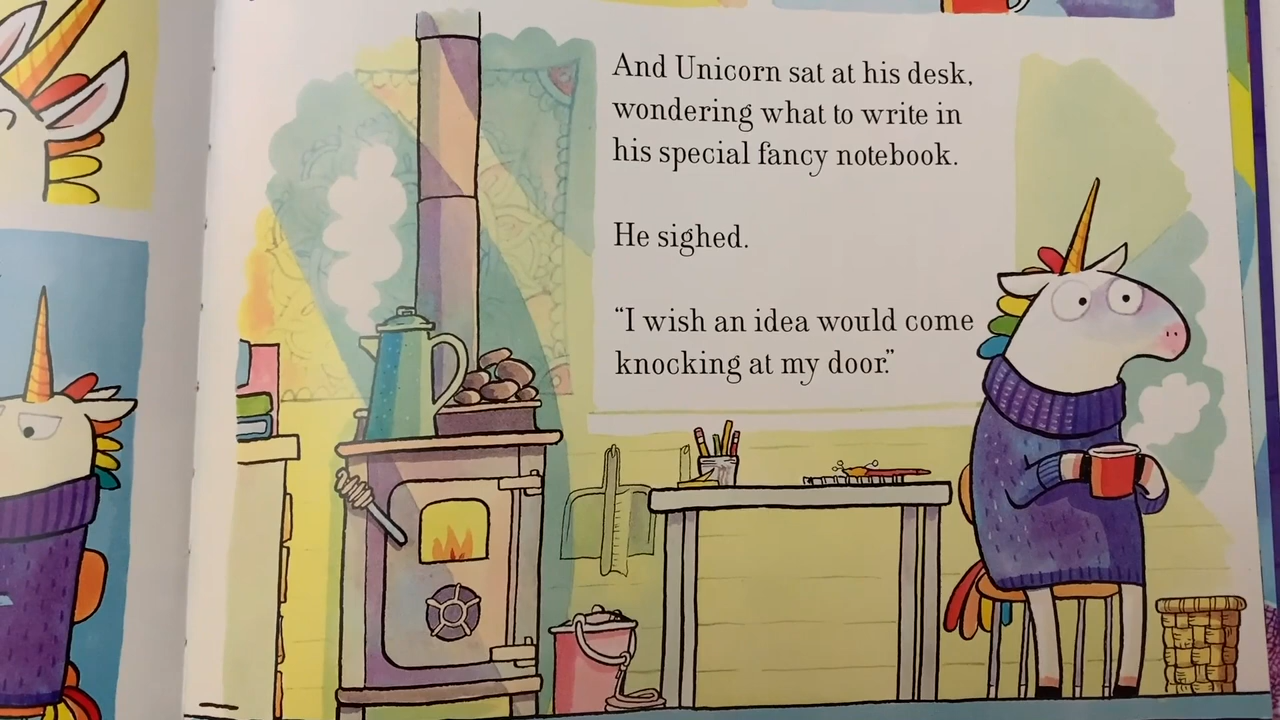 And Unicorn sat at his desk,
wondering what to write in
his special fancy notebook.
He sighed.
“I wish an idea would come
knocking at my door.”